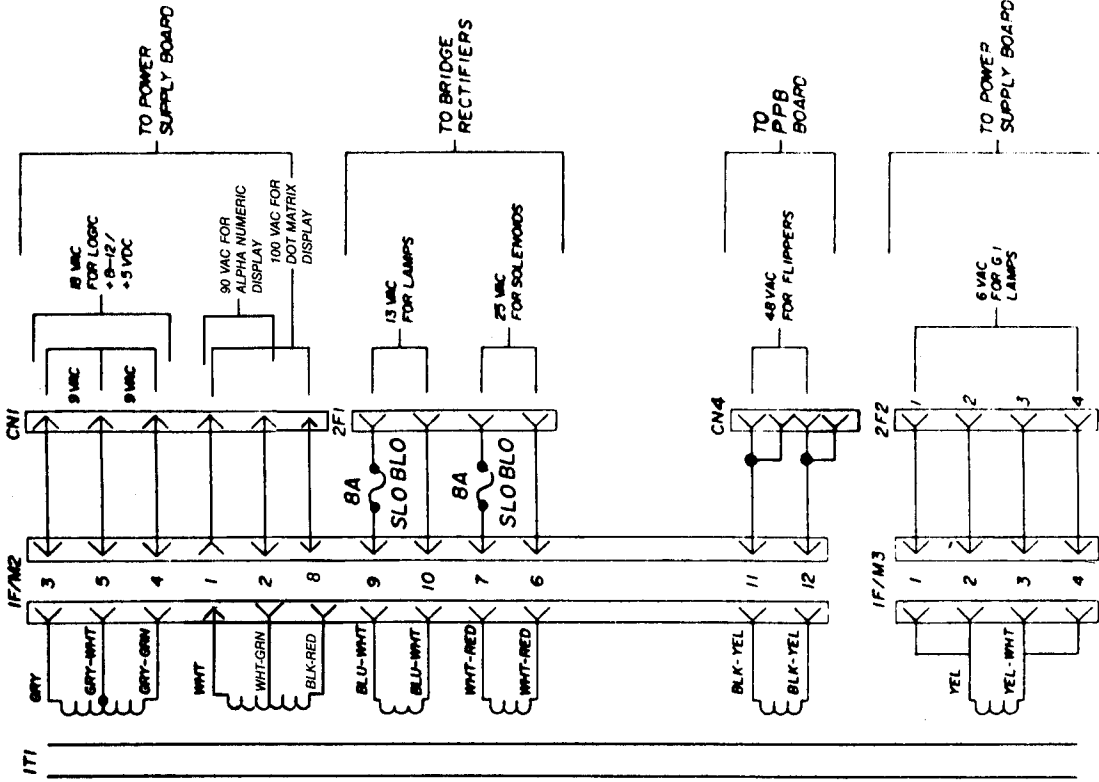 1T1
1F/M2
CN1
GRY
3
9 VAC
18 VAC
FOR LOGIC
+8-12/
+5 VDC
TO POWER
SUPPLY BOARD
GRY-WHT
5
9 VAC
GRY-GRN
4
WHT
1
90 VAC FOR
ALPHA NUMERIC
DISPLAY
WHT-GRN
2
100 VAC FOR
DOT MATRIX
DISPLAY
BLK-RED
8
2F1
BLU-WHT
9
8A
SLO BLO
13 VAC
FOR LAMPS
TO BRIDGE
RECTIFIERS
BLU-WHT
10
WHT-RED
7
8A
SLO BLO
25 VAC
FOR SOLENOIDS
WHT-RED
6
CN4
BLK-YEL
11
48 VAC
FOR FLIPPERS
TO
PPB
BOARD
BLK-YEL
12
1F/M3
2F2
1
1
YEL
2
2
6 VAC
FOR G I
LAMPS
TO POWER
SUPPLY BOARD
YEL-WHT
3
3
4
4